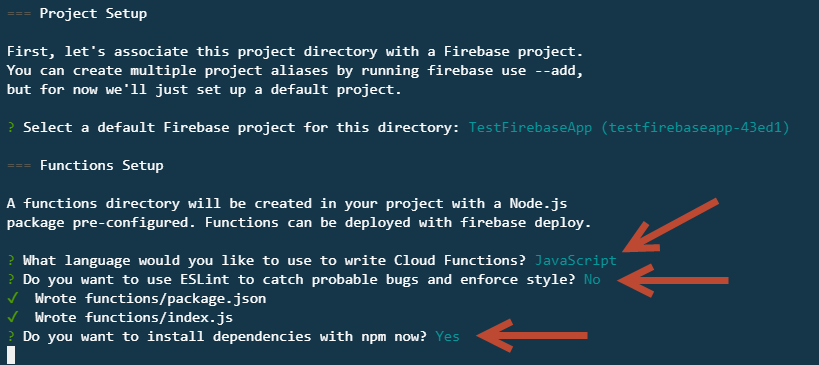 === Project Setup
First, let's associate this project directory with a Firebase project.
You can create multiple project aliases by running firebase use --add,
but for now we'll just set up a default project.
? Select a default Firebase project for this directory: TestFirebaseApp (testfirebaseapp-43ed1)
=== Functions Setup
A functions directory will be created in your project with a Node.js
package pre-configured. Functions can be deployed with firebase deploy.
? What language would you like to use to write Cloud Functions? JavaScript
? Do you want to use ESLint to catch probable bugs and enforce style? No
✔ Wrote functions/package.json
✔ Wrote functions/index.js
? Do you want to install dependencies with npm now? Yes